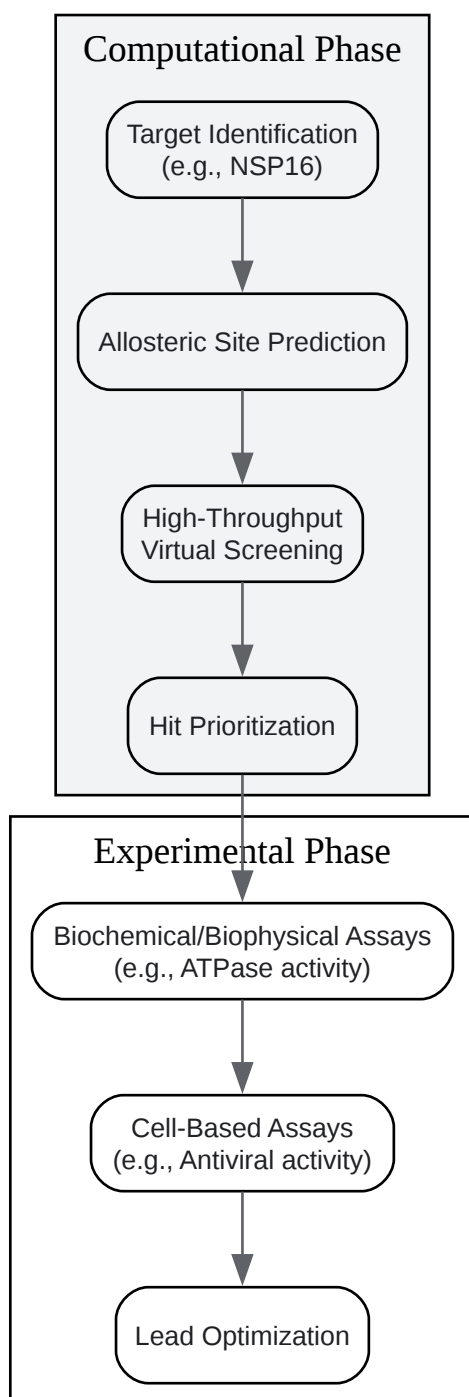 Computational Phase
Target Identification
(e.g., NSP16)
Allosteric Site Prediction
High-Throughput
Virtual Screening
Hit Prioritization
Experimental Phase
Biochemical/Biophysical Assays
(e.g., ATPase activity)
Cell-Based Assays
(e.g., Antiviral activity)
Lead Optimization